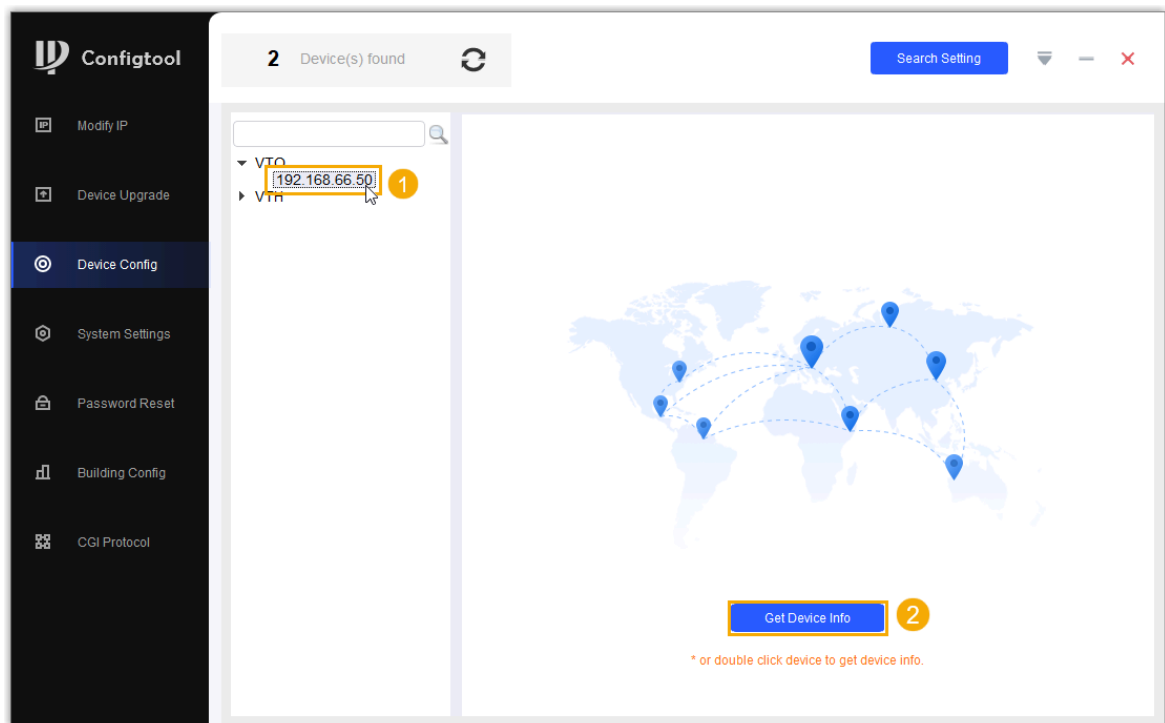 Configtool
2 Device(s) found
Search Setting
IP Modify IP
Device Upgrade
Device Config
System Settings
Password Reset
Building Config
CGI Protocol
VTO
192.168.66.50
1
VTH
Get Device Info
2
* or double click device to get device info.